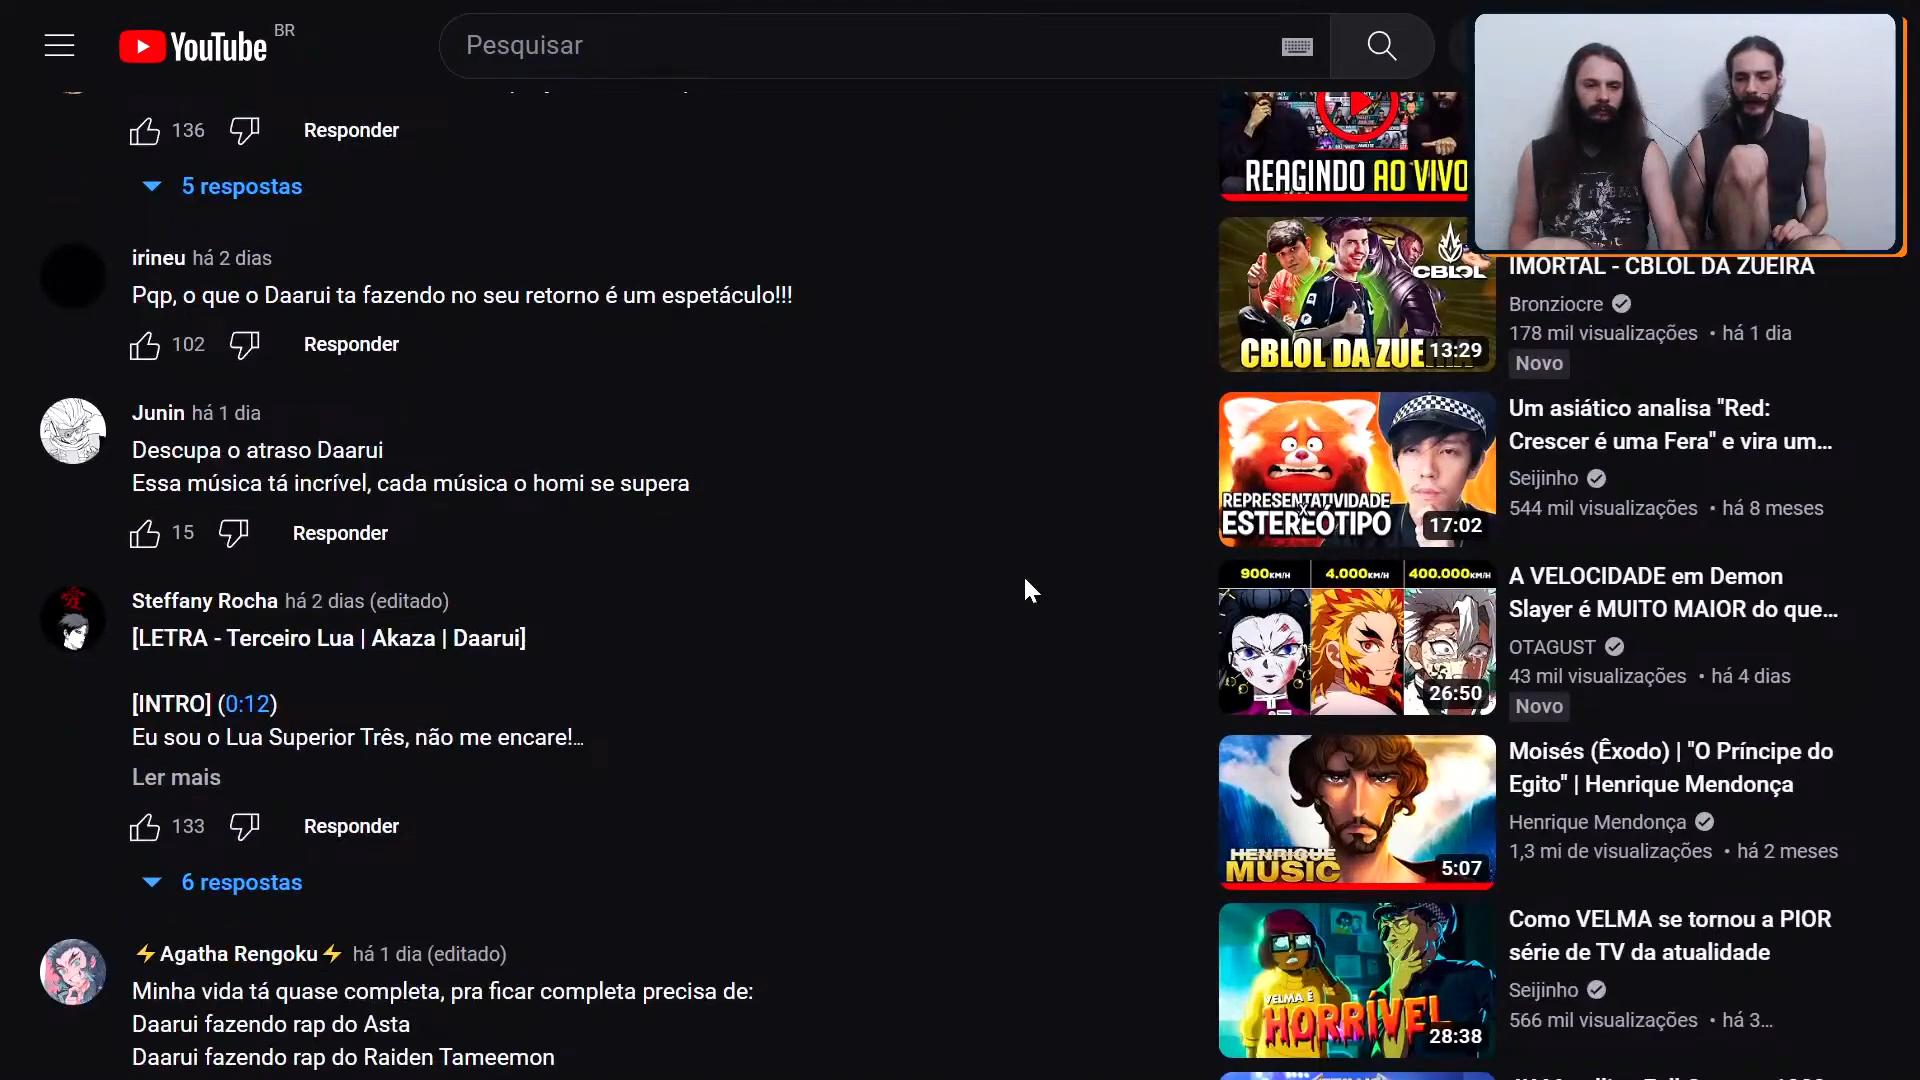 YouTube
BR
Pesquisar
136
Responder
5 respostas
irineu há 2 dias
Pqp, o que o Daarui ta fazendo no seu retorno é um espetáculo!!!
102
Responder
Junin há 1 dia
Descupa o atraso Daarui
Essa música tá incrível, cada música o homi se supera
15
Responder
Steffany Rocha há 2 dias (editado)
[LETRA - Terceiro Lua | Akaza | Daarui]
[INTRO] (0:12)
Eu sou o Lua Superior Três, não me encare!...
Ler mais
133
Responder
6 respostas
⚡Agatha Rengoku⚡ há 1 dia (editado)
Minha vida tá quase completa, pra ficar completa precisa de:
Daarui fazendo rap do Asta
Daarui fazendo rap do Raiden Tameemon
REAGINDO AO VIVO
CBLOL
CBLOL DA
13:29
IMORTAL - CBLOL DA ZUEIRA
Bronziocre
178 mil visualizações • há 1 dia
Novo
REPRESENTATIVIDADE
X
ESTEREÓTIPO
17:02
Um asiático analisa "Red:
Crescer é uma Fera" e vira um...
Seijinho
544 mil visualizações • há 8 meses
900KM/H
4.000KM/H
400.000KM/H
26:50
A VELOCIDADE em Demon
Slayer é MUITO MAIOR do que...
OTAGUST
43 mil visualizações • há 4 dias
Novo
HENRIQUE
MUSIC
5:07
Moisés (Êxodo) | "O Príncipe do
Egito" | Henrique Mendonça
Henrique Mendonça
1,3 mi de visualizações • há 2 meses
VELMA É
HORRÍVEL
28:38
Como VELMA se tornou a PIOR
série de TV da atualidade
Seijinho
566 mil visualizações • há 3...